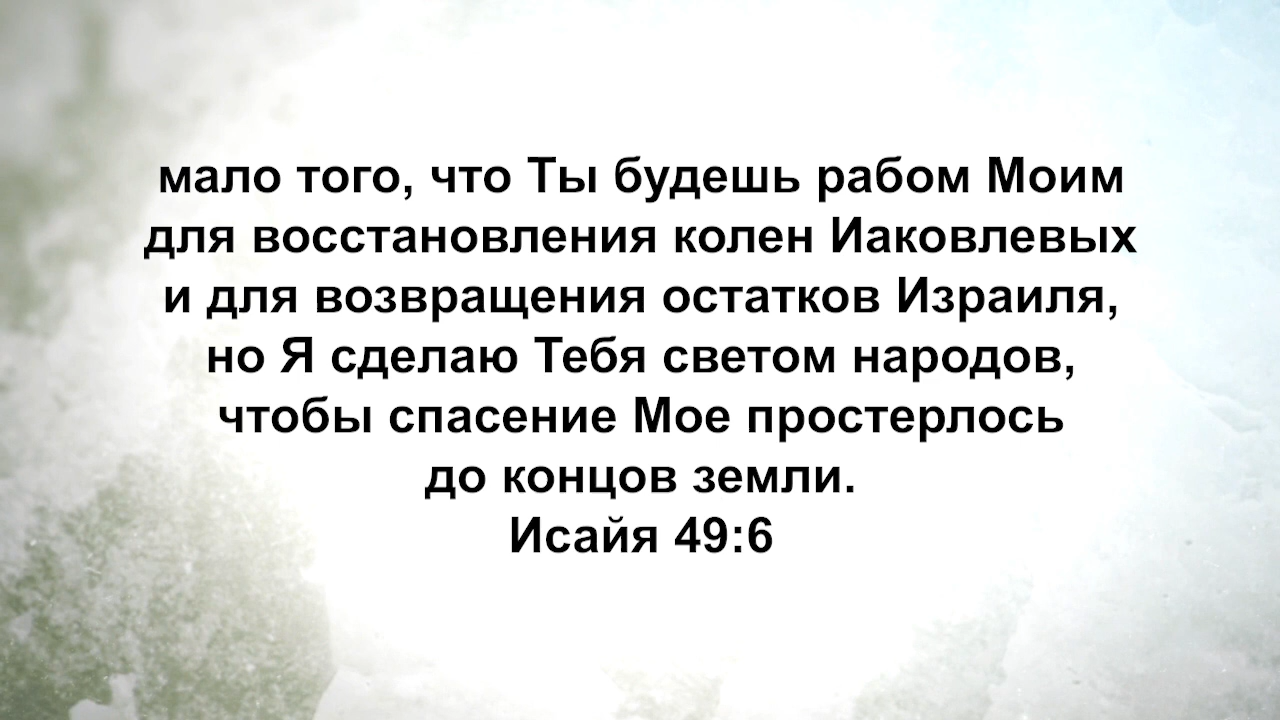 мало того, что Ты будешь рабом Моим
для восстановления колен Иаковлевых
и для возвращения остатков Израиля,
но Я сделаю Тебя светом народов,
чтобы спасение Мое простерлось
до концов земли.
Исайя 49:6